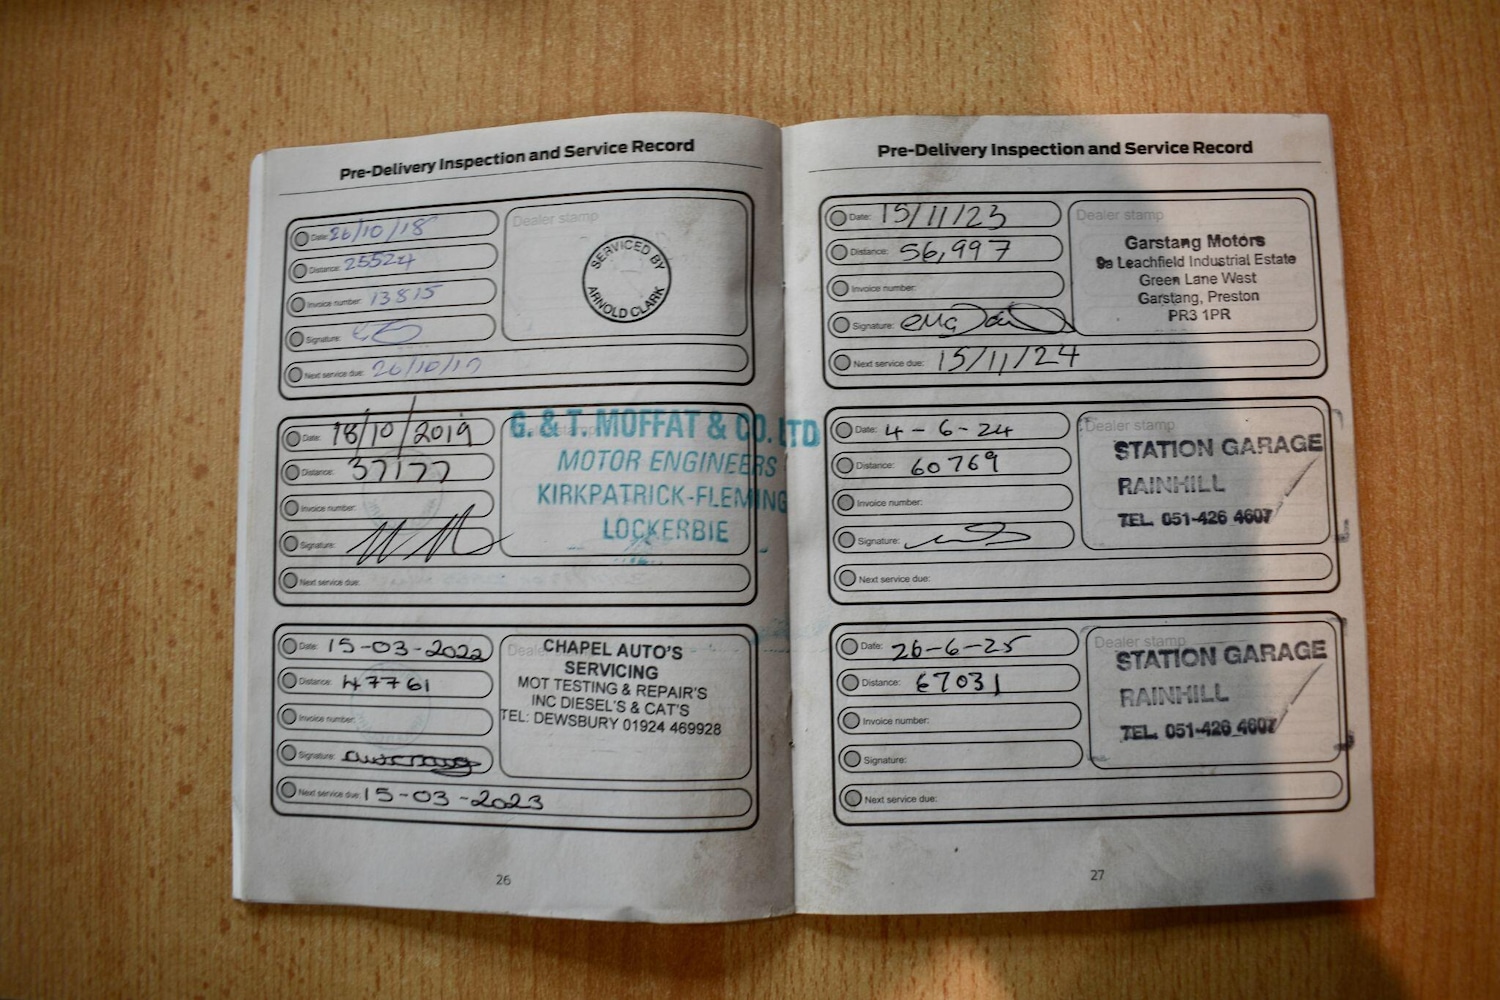 Pre-Delivery Inspection and Service Record
Date: 26/10/18
Distance: 25524
Invoice number: 13815
Signature:
Next service due: 26/10/19
Dealer stamp
SERVICED BY
ARNOLD CLARK
Date: 18/10/2019
Distance: 37177
Invoice number:
Signature:
Next service due:
G. & T. MOFFAT & CO. LTD
MOTOR ENGINEERS
KIRKPATRICK-FLEMING
LOCKERBIE
Date: 15-03-2022
Distance: 47761
Invoice number:
Signature:
Next service due: 15-03-2023
Dealer
CHAPEL AUTO'S
SERVICING
MOT TESTING & REPAIR'S
INC DIESEL'S & CAT'S
TEL: DEWSBURY 01924 469928
26
Pre-Delivery Inspection and Service Record
Date: 15/11/23
Distance: 56,997
Invoice number:
Signature:
Next service due: 15/11/24
Dealer stamp
Garstang Motors
9a Leachfield Industrial Estate
Green Lane West
Garstang, Preston
PR3 1PR
Date: 4-6-24
Distance: 60769
Invoice number:
Signature:
Next service due:
Dealer stamp
STATION GARAGE
RAINHILL
TEL. 051-426 4607
Date: 26-6-25
Distance: 67031
Invoice number:
Signature:
Next service due:
Dealer stamp
STATION GARAGE
RAINHILL
TEL. 051-426 4607
27